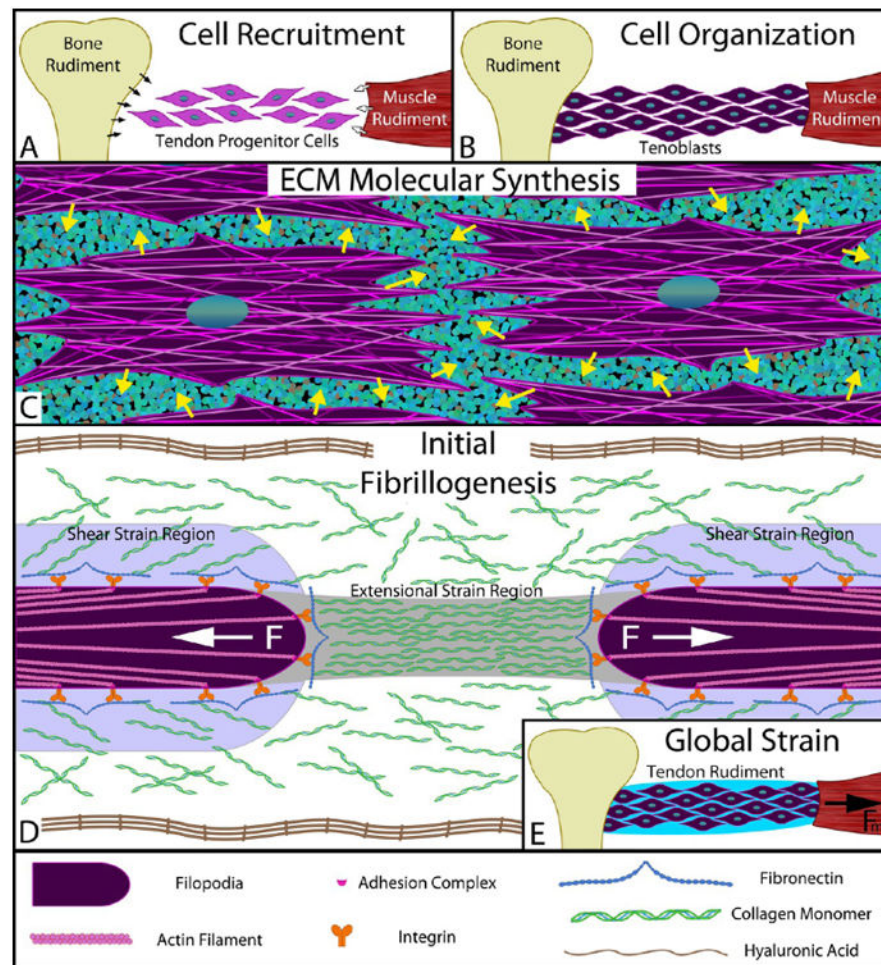 Cell Recruitment
Bone
Rudiment
Muscle
Rudiment
Tendon Progenitor Cells
A
Cell Organization
Bone
Rudiment
Muscle
Rudiment
Tenoblasts
B
ECM Molecular Synthesis
C
Initial
Fibrillogenesis
Shear Strain Region
Shear Strain Region
Extensional Strain Region
F
F
D
Global Strain
Tendon Rudiment
E
Filopodia
Adhesion Complex
Fibronectin
Collagen Monomer
Actin Filament
Integrin
Hyaluronic Acid